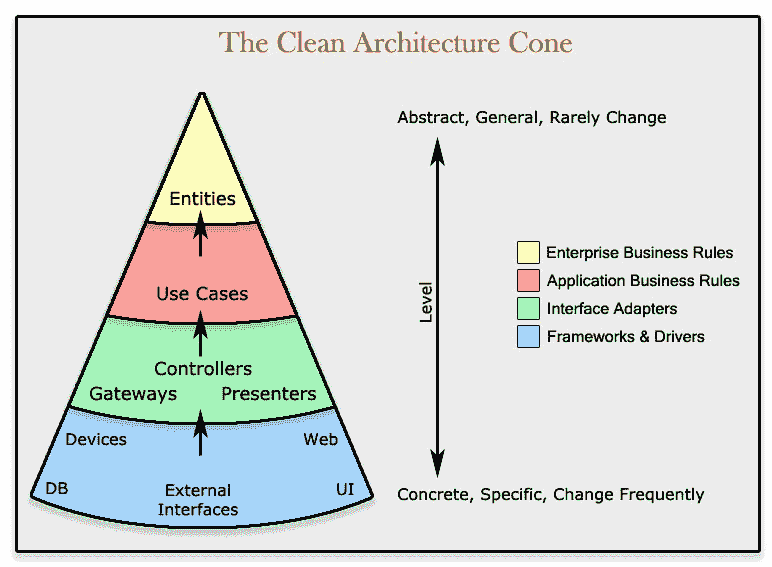 The Clean Architecture Cone
Abstract, General, Rarely Change
Entities
Use Cases
Controllers
Gateways Presenters
Devices Web
DB External UI
Interfaces
Level
Enterprise Business Rules
Application Business Rules
Interface Adapters
Frameworks & Drivers
Concrete, Specific, Change Frequently